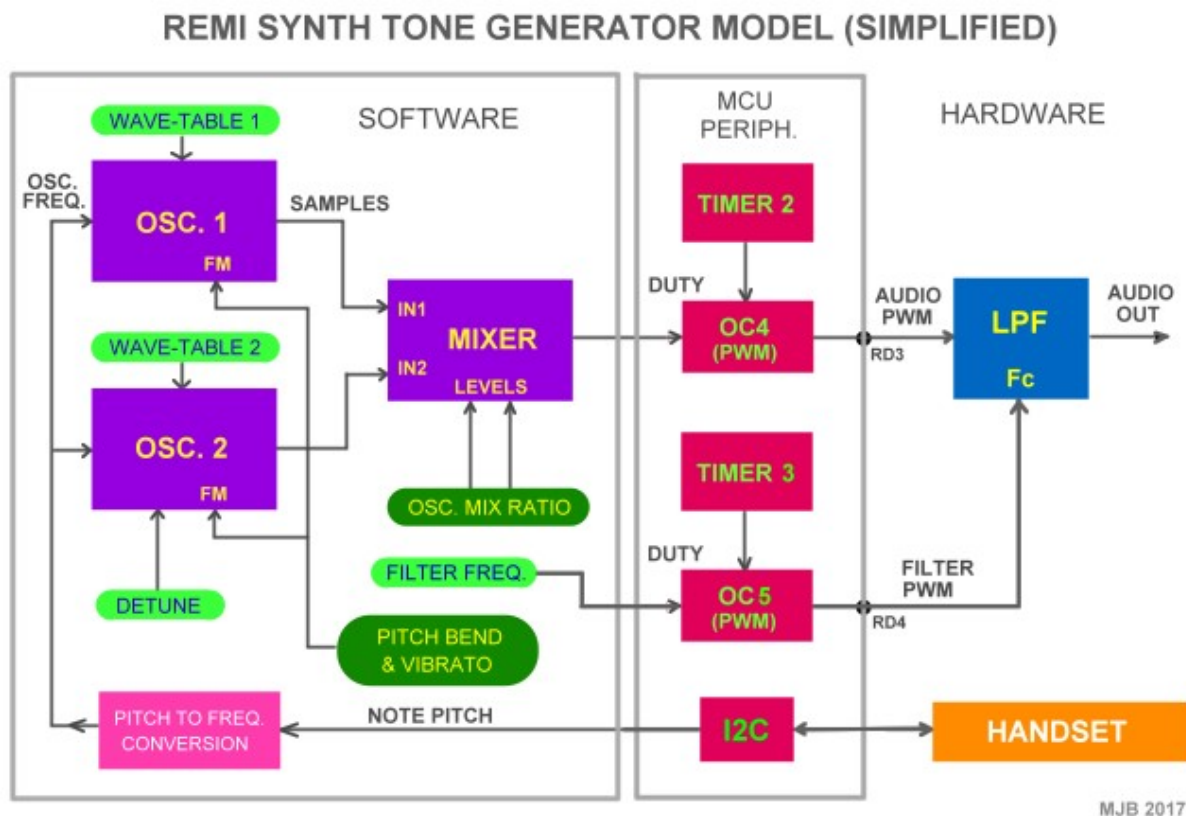 REMI SYNTH TONE GENERATOR MODEL (SIMPLIFIED)
SOFTWARE
MCU
PERIPH.
HARDWARE
WAVE-TABLE 1
OSC.
FREQ.
OSC. 1
FM
SAMPLES
WAVE-TABLE 2
OSC. 2
FM
DETUNE
IN1
MIXER
IN2
LEVELS
OSC. MIX RATIO
FILTER FREQ.
PITCH BEND
& VIBRATO
PITCH TO FREQ.
CONVERSION
NOTE PITCH
TIMER 2
DUTY
OC4
(PWM)
AUDIO
PWM
RD3
LPF
Fc
AUDIO
OUT
TIMER 3
DUTY
OC5
(PWM)
FILTER
PWM
RD4
I2C
HANDSET
MJB 2017